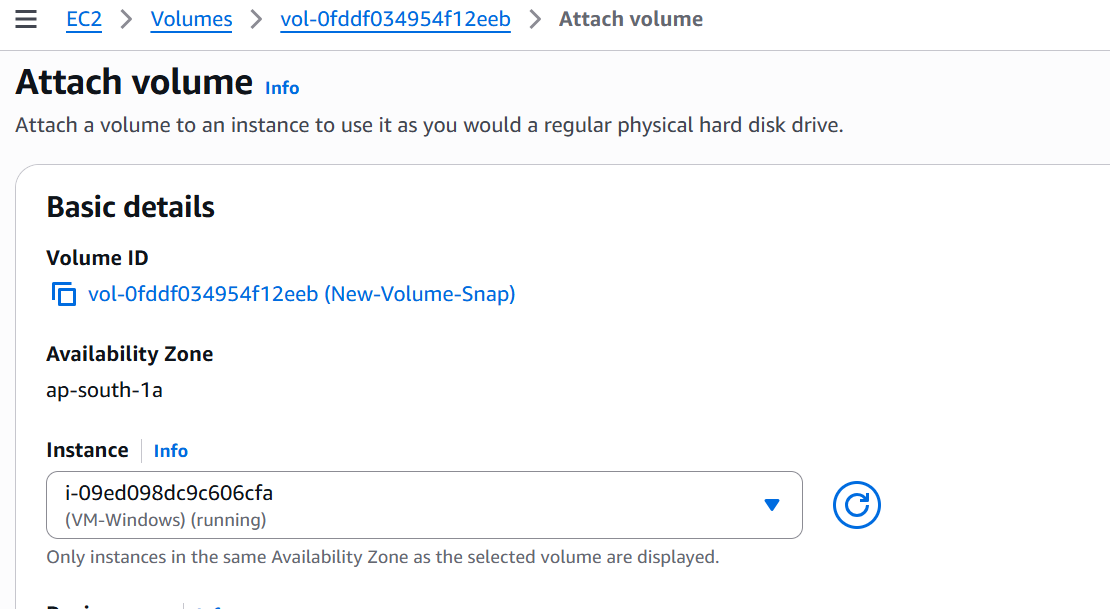 EC2 > Volumes > vol-0fddf034954f12eeb > Attach volume
Attach volume Info
Attach a volume to an instance to use it as you would a regular physical hard disk drive.
Basic details
Volume ID
vol-0fddf034954f12eeb (New-Volume-Snap)
Availability Zone
ap-south-1a
Instance Info
i-09ed098dc9c606cfa
(VM-Windows) (running)
Only instances in the same Availability Zone as the selected volume are displayed.